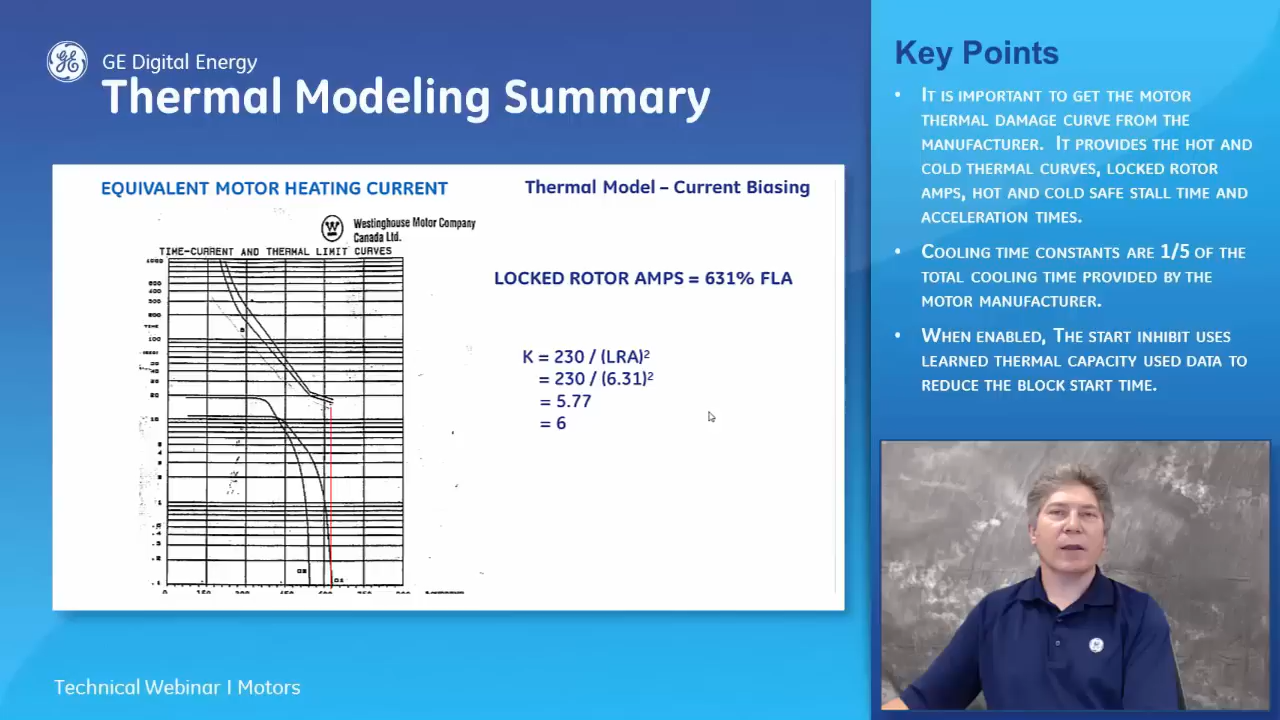 GE Digital Energy
Thermal Modeling Summary
EQUIVALENT MOTOR HEATING CURRENT
Thermal Model – Current Biasing
Westinghouse Motor Company
Canada Ltd.
TIME-CURRENT AND THERMAL LIMIT CURVES
LOCKED ROTOR AMPS = 631% FLA
K = 230 / (LRA)²
= 230 / (6.31)²
= 5.77
= 6
Technical Webinar | Motors
Key Points
• It is important to get the motor
thermal damage curve from the
manufacturer. It provides the hot and
cold thermal curves, locked rotor
amps, hot and cold safe stall time and
acceleration times.
• Cooling time constants are 1/5 of the
total cooling time provided by the
motor manufacturer.
• When enabled, The start inhibit uses
learned thermal capacity used data to
reduce the block start time.